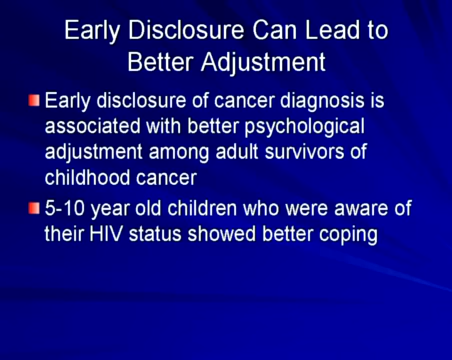 Early Disclosure Can Lead to
Better Adjustment
Early disclosure of cancer diagnosis is
associated with better psychological
adjustment among adult survivors of
childhood cancer
5-10 year old children who were aware of
their HIV status showed better coping